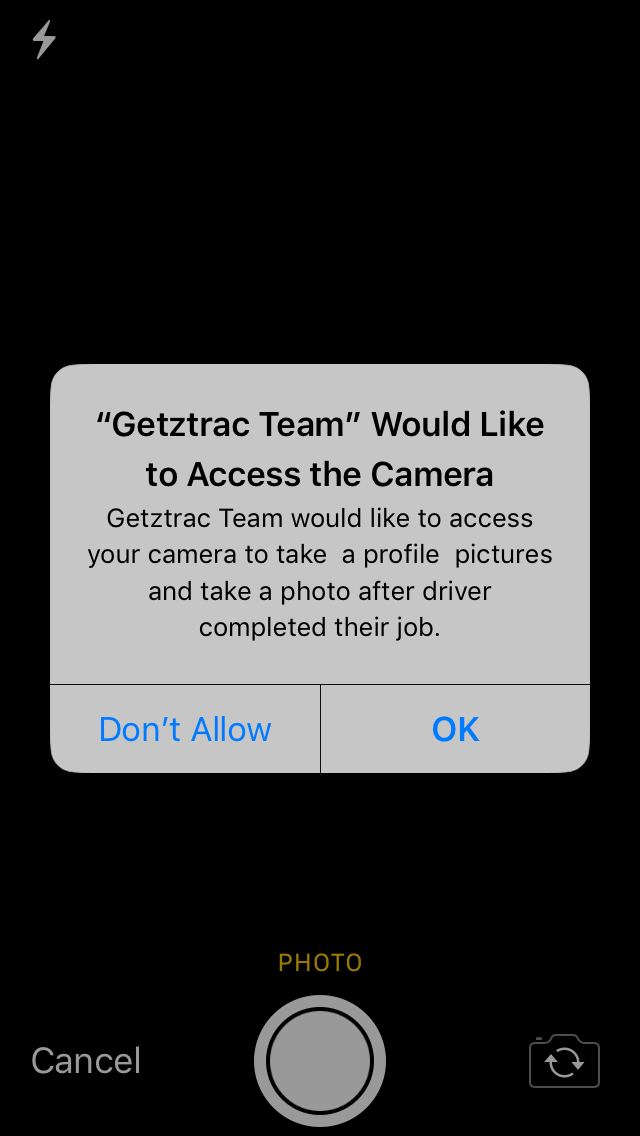 “Getztrac Team” Would Like
to Access the Camera
Getztrac Team would like to access
your camera to take  a profile  pictures
and take a photo after driver
completed their job.
Don’t Allow
OK
PHOTO
Cancel